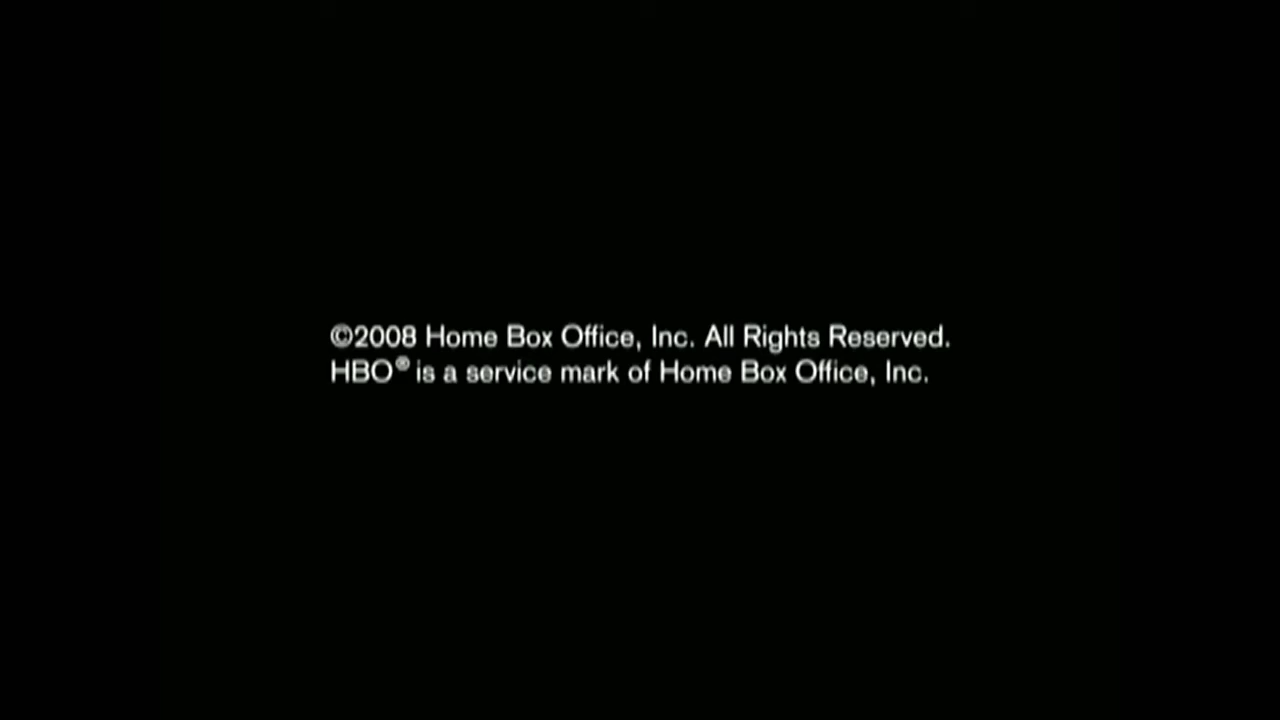 ©2008 Home Box Office, Inc. All Rights Reserved.
HBO® is a service mark of Home Box Office, Inc.